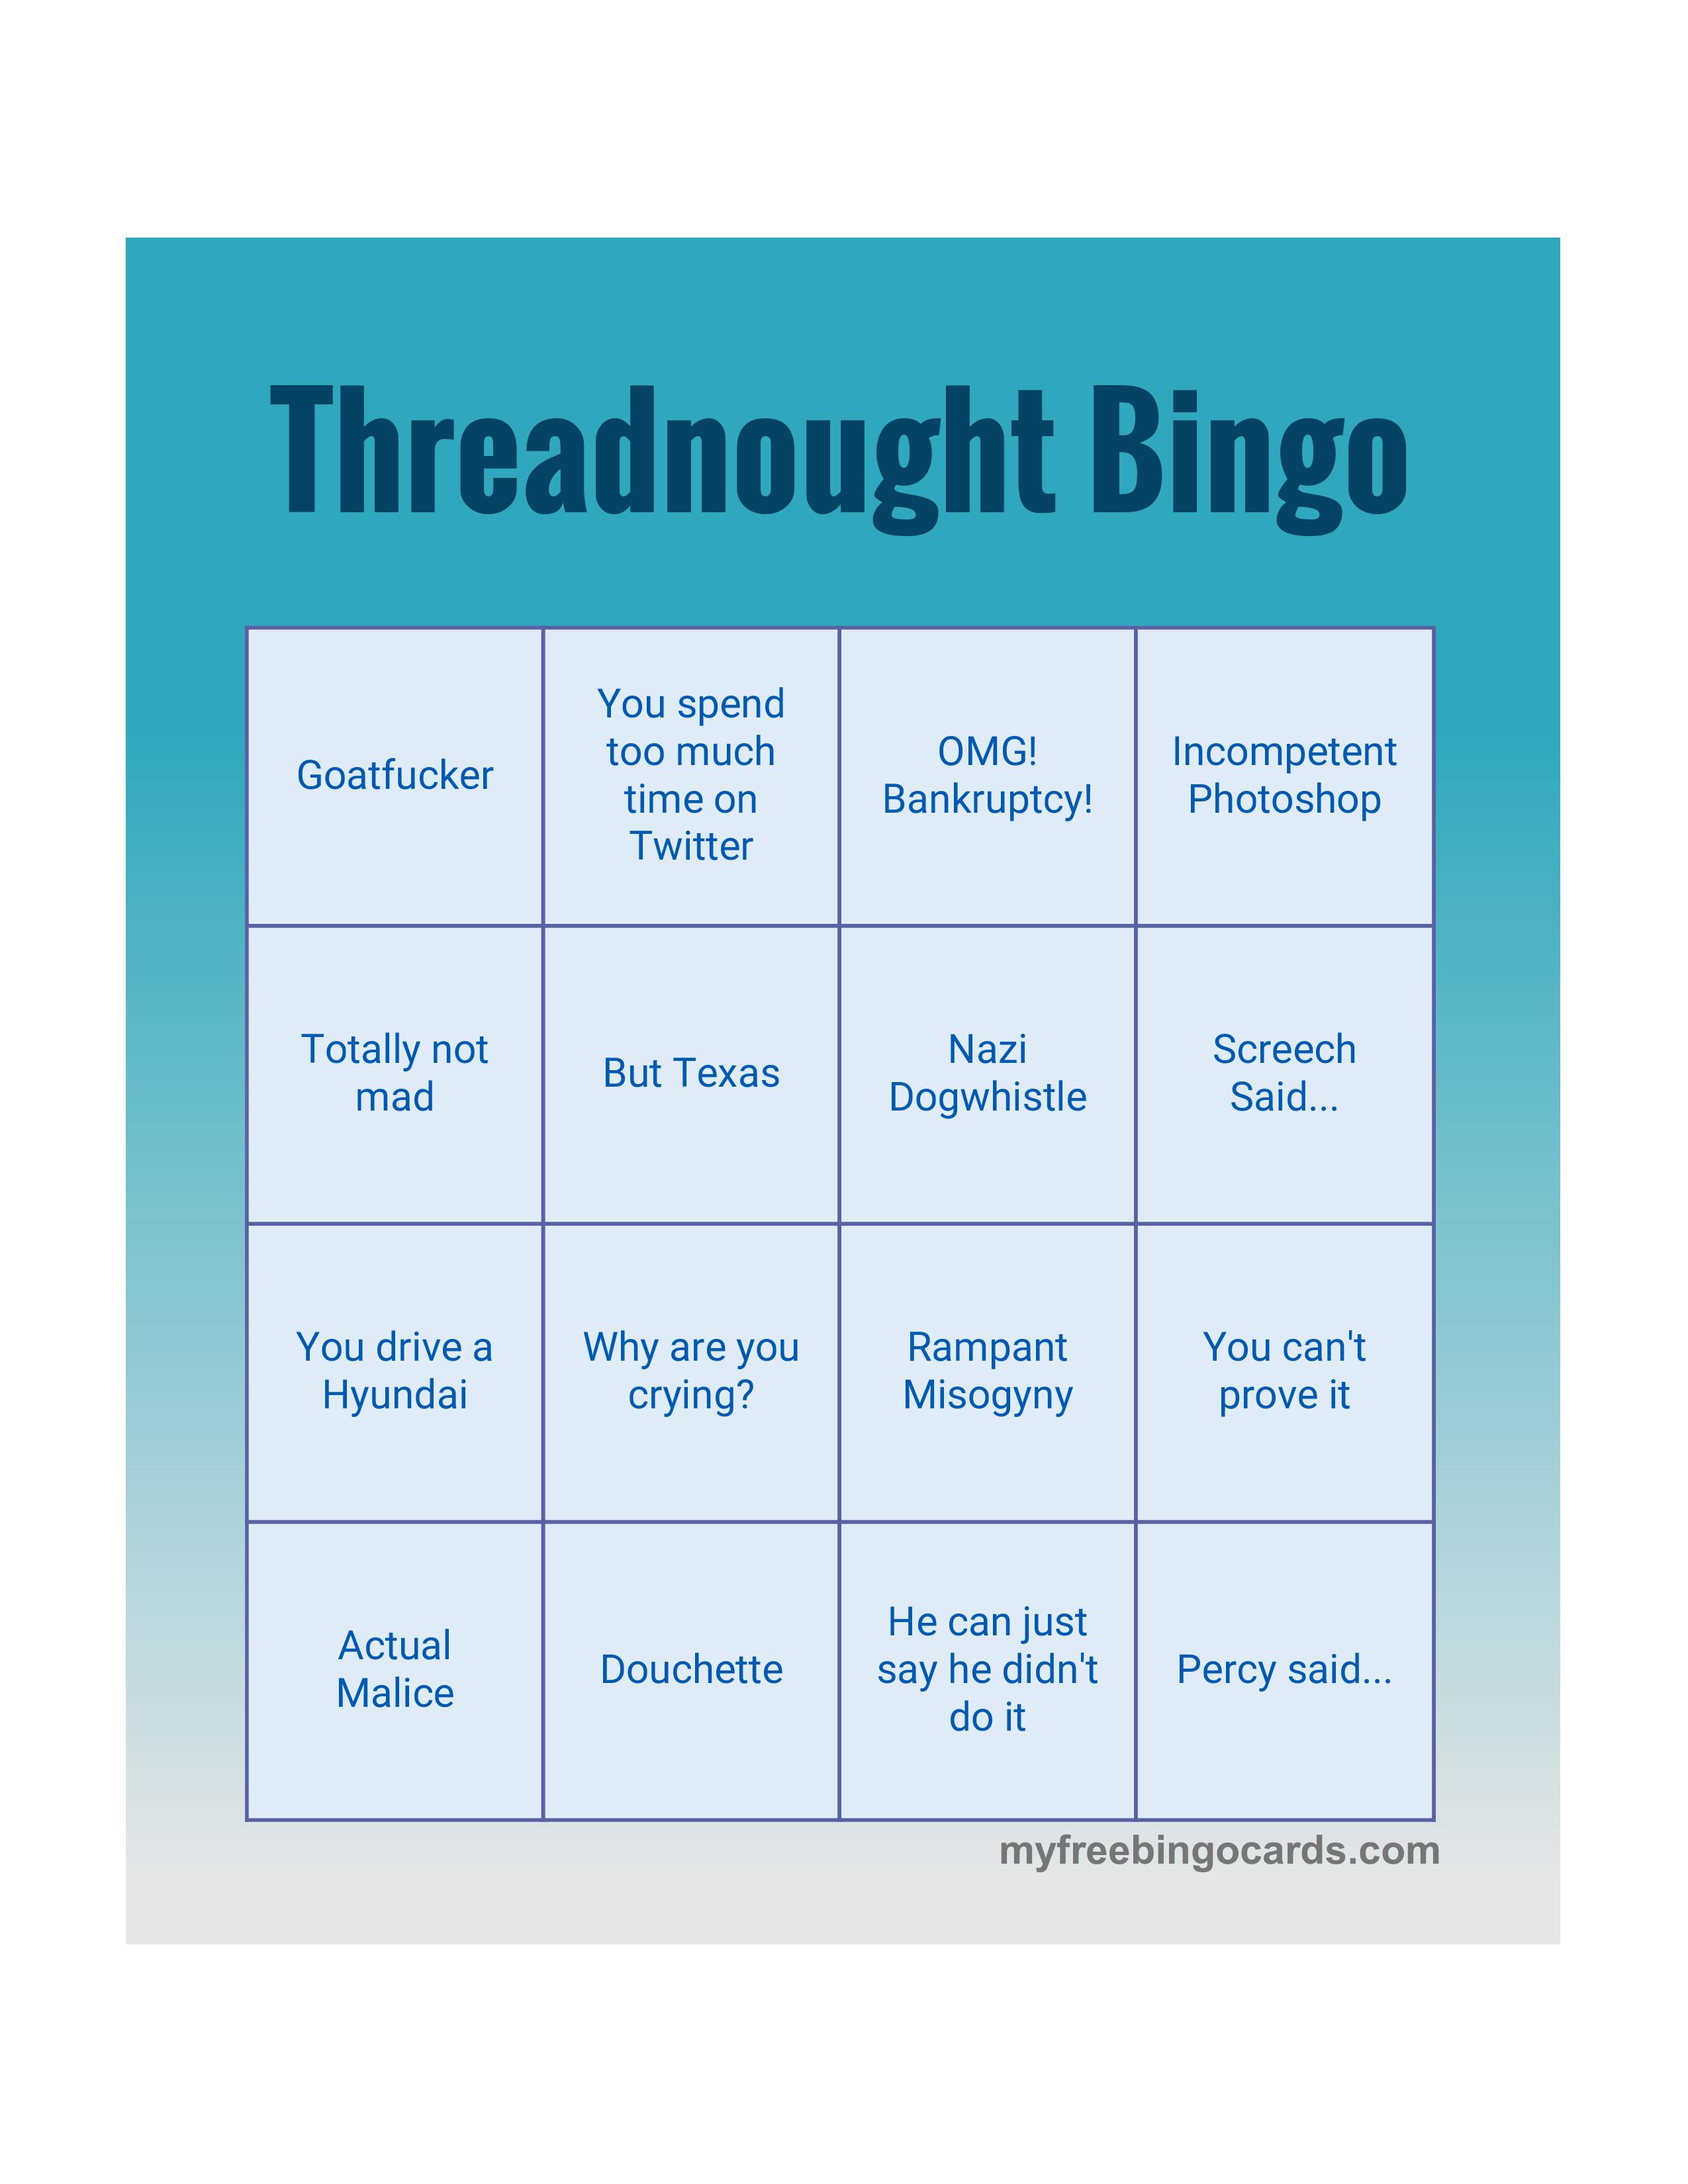 Threadnought Bingo
Goatfucker
You spend
too much
time on
Twitter
OMG!
Bankruptcy!
Incompetent
Photoshop
Totally not
mad
But Texas
Nazi
Dogwhistle
Screech
Said...
You drive a
Hyundai
Why are you
crying?
Rampant
Misogyny
You can't
prove it
Actual
Malice
Douchette
He can just
say he didn't
do it
Percy said...
myfreebingocards.com